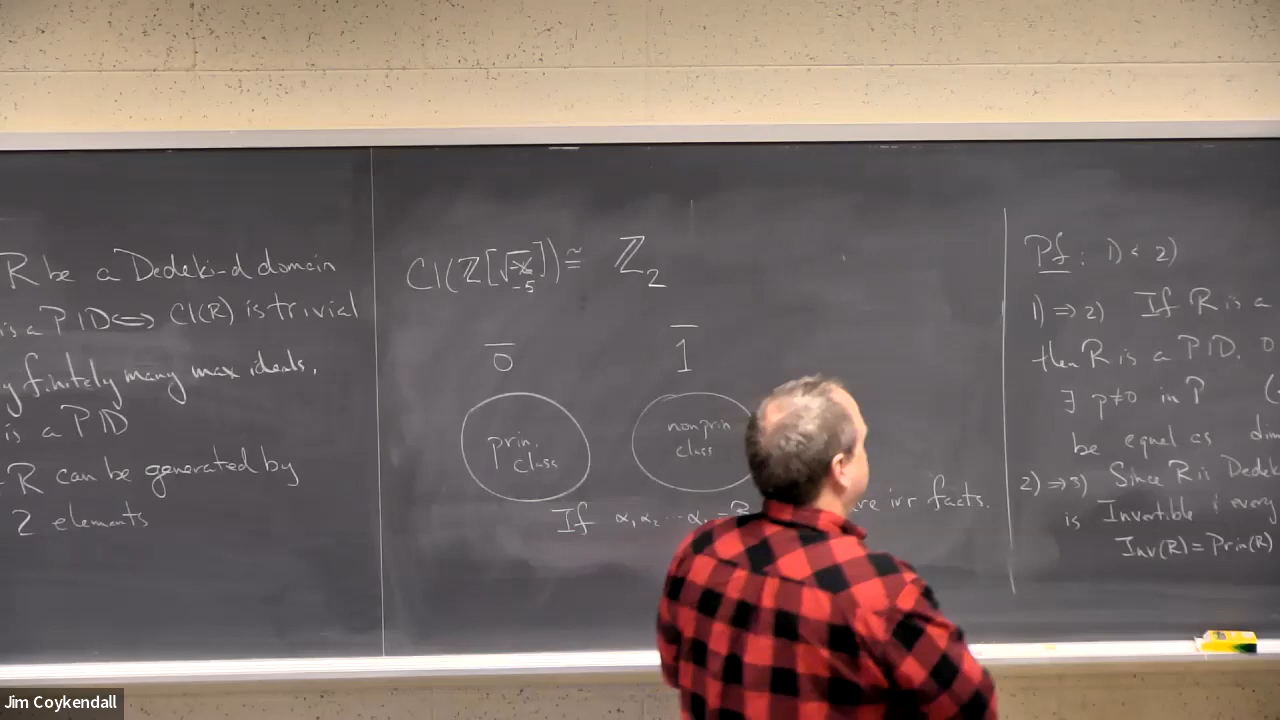 R be a Dedekind domain
is a PID ⟺ Cl(R) is trivial
y finitely many max ideals.
is a PID
R can be generated by
2 elements
Cl(ℤ[√-5]) ≅ ℤ₂
0̅ 1̅
prin. class
nonprin class
If α₁α₂ ⋯ irr facts.
Pf: 1) < 2)
1) ⇒ 2) If R is a
then R is a PID.
∃ p≠0 in P
be equal as dim
2) ⇒ 3) Since R is Dedek
is Invertible & every
Inv(R) = Prin(R)
Jim Coykendall